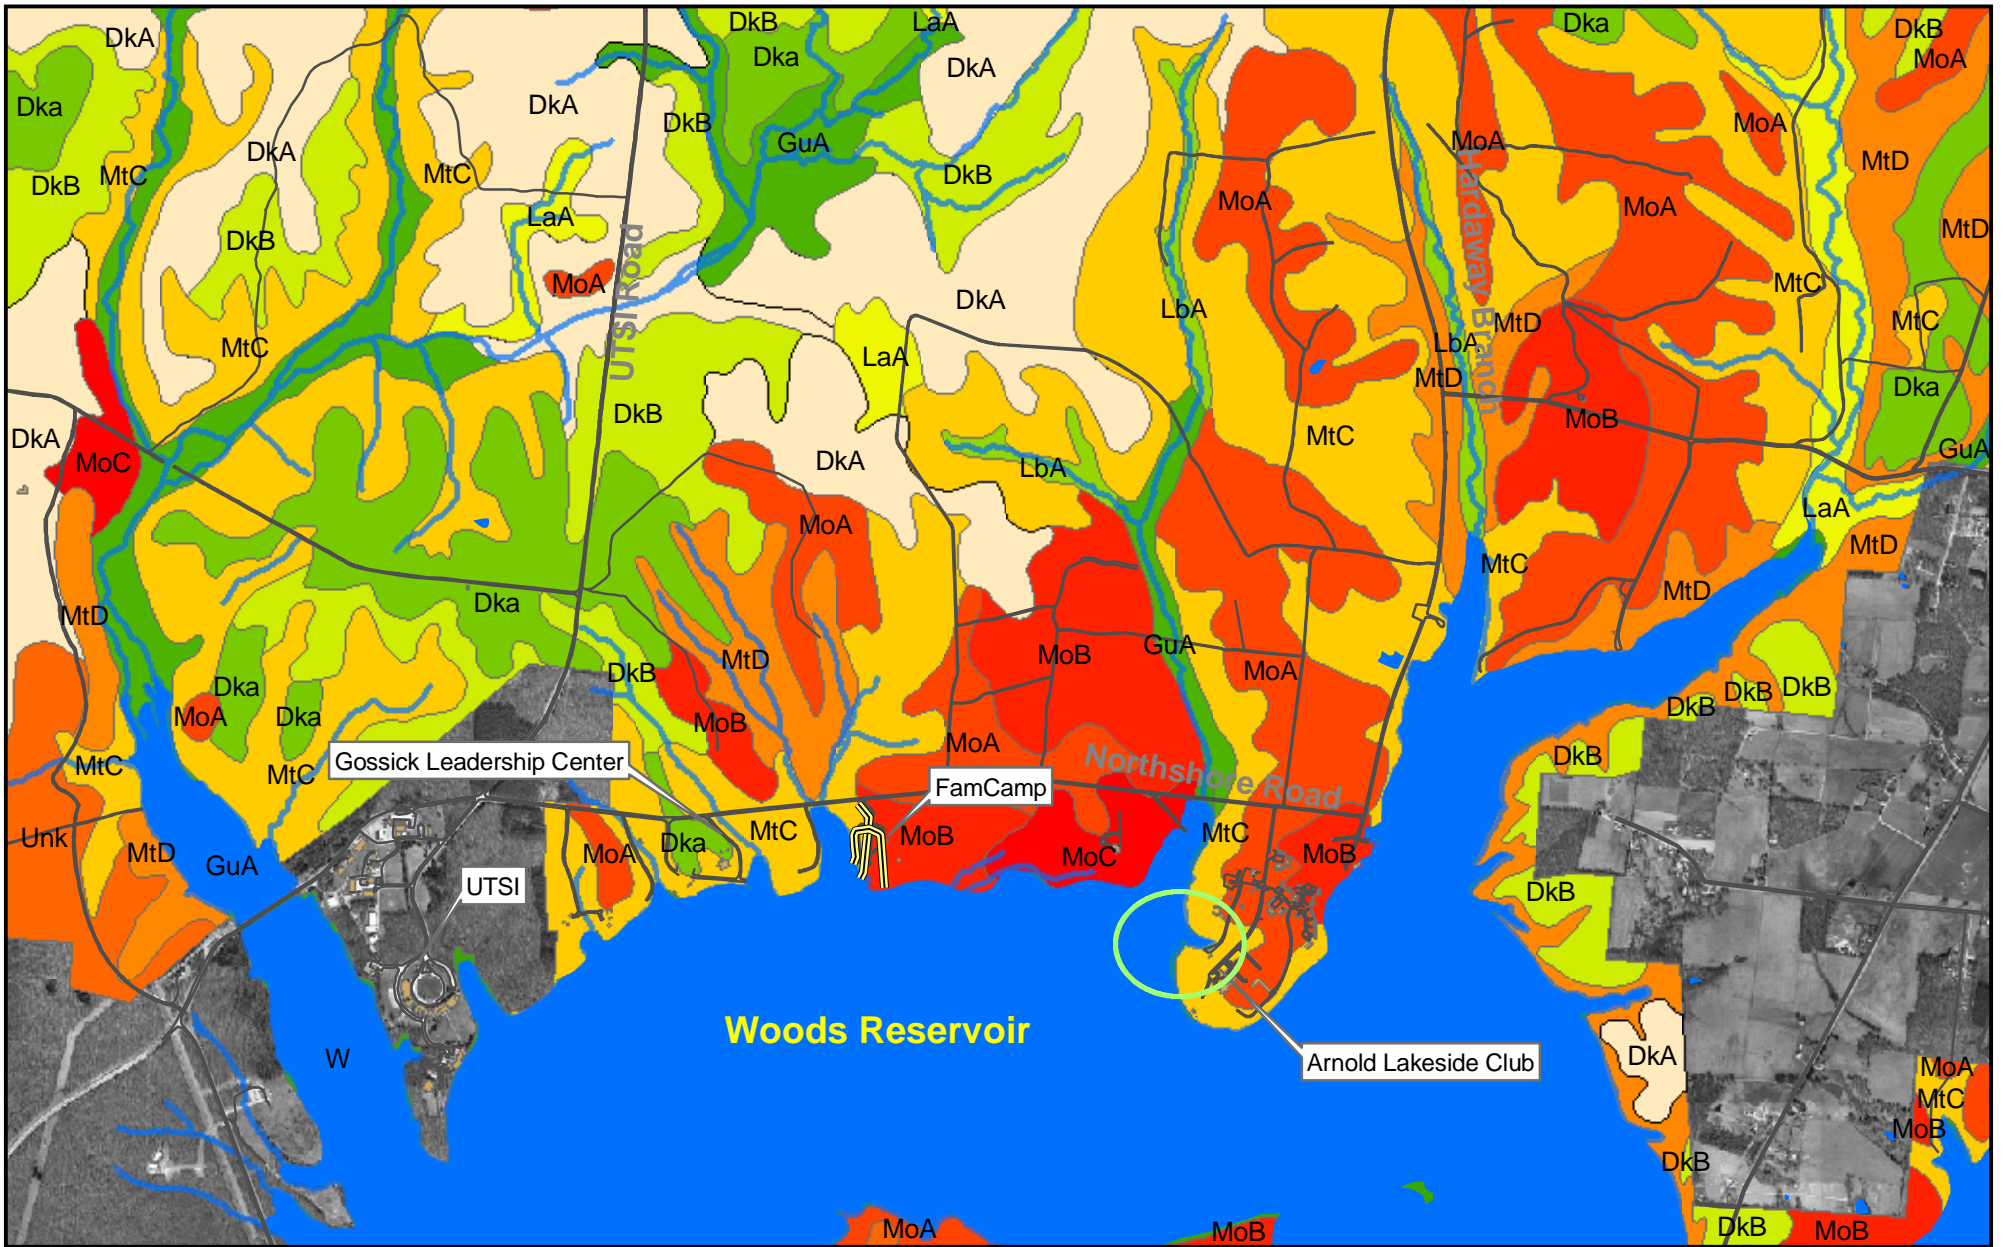 DkA
DkB
LaA
Dka
DkB
MoA
Dka
DkA
DkA
Dka
DkB
GuA
MoA
MoA
DkA
MtC
MtC
DkB
MtD
DkB
LaA
MoA
MoA
DkB
UTSI Road
Hardaway Branch
MtD
MoA
DkA
LbA
MtC
MtC
LaA
LbA
MtD
MtC
MtD
Dka
DkB
MoB
DkA
MoC
DkA
LbA
MtC
GuA
MoA
LaA
MtD
MtC
Dka
MtD
MtD
GuA
MtD
DkB
MoB
MoA
Dka
MoA
Dka
MoB
DkB
DkB
DkB
MoA
DkB
MtC
MtC
Gossick Leadership Center
Northshore Road
FamCamp
Unk
MtD
GuA
MoA
Dka
MtC
MoB
MoC
MtC
MoB
UTSI
DkB
Woods Reservoir
W
Arnold Lakeside Club
DkA
MoA
MtC
MoB
DkB
MoA
MoB
DkB
MoB